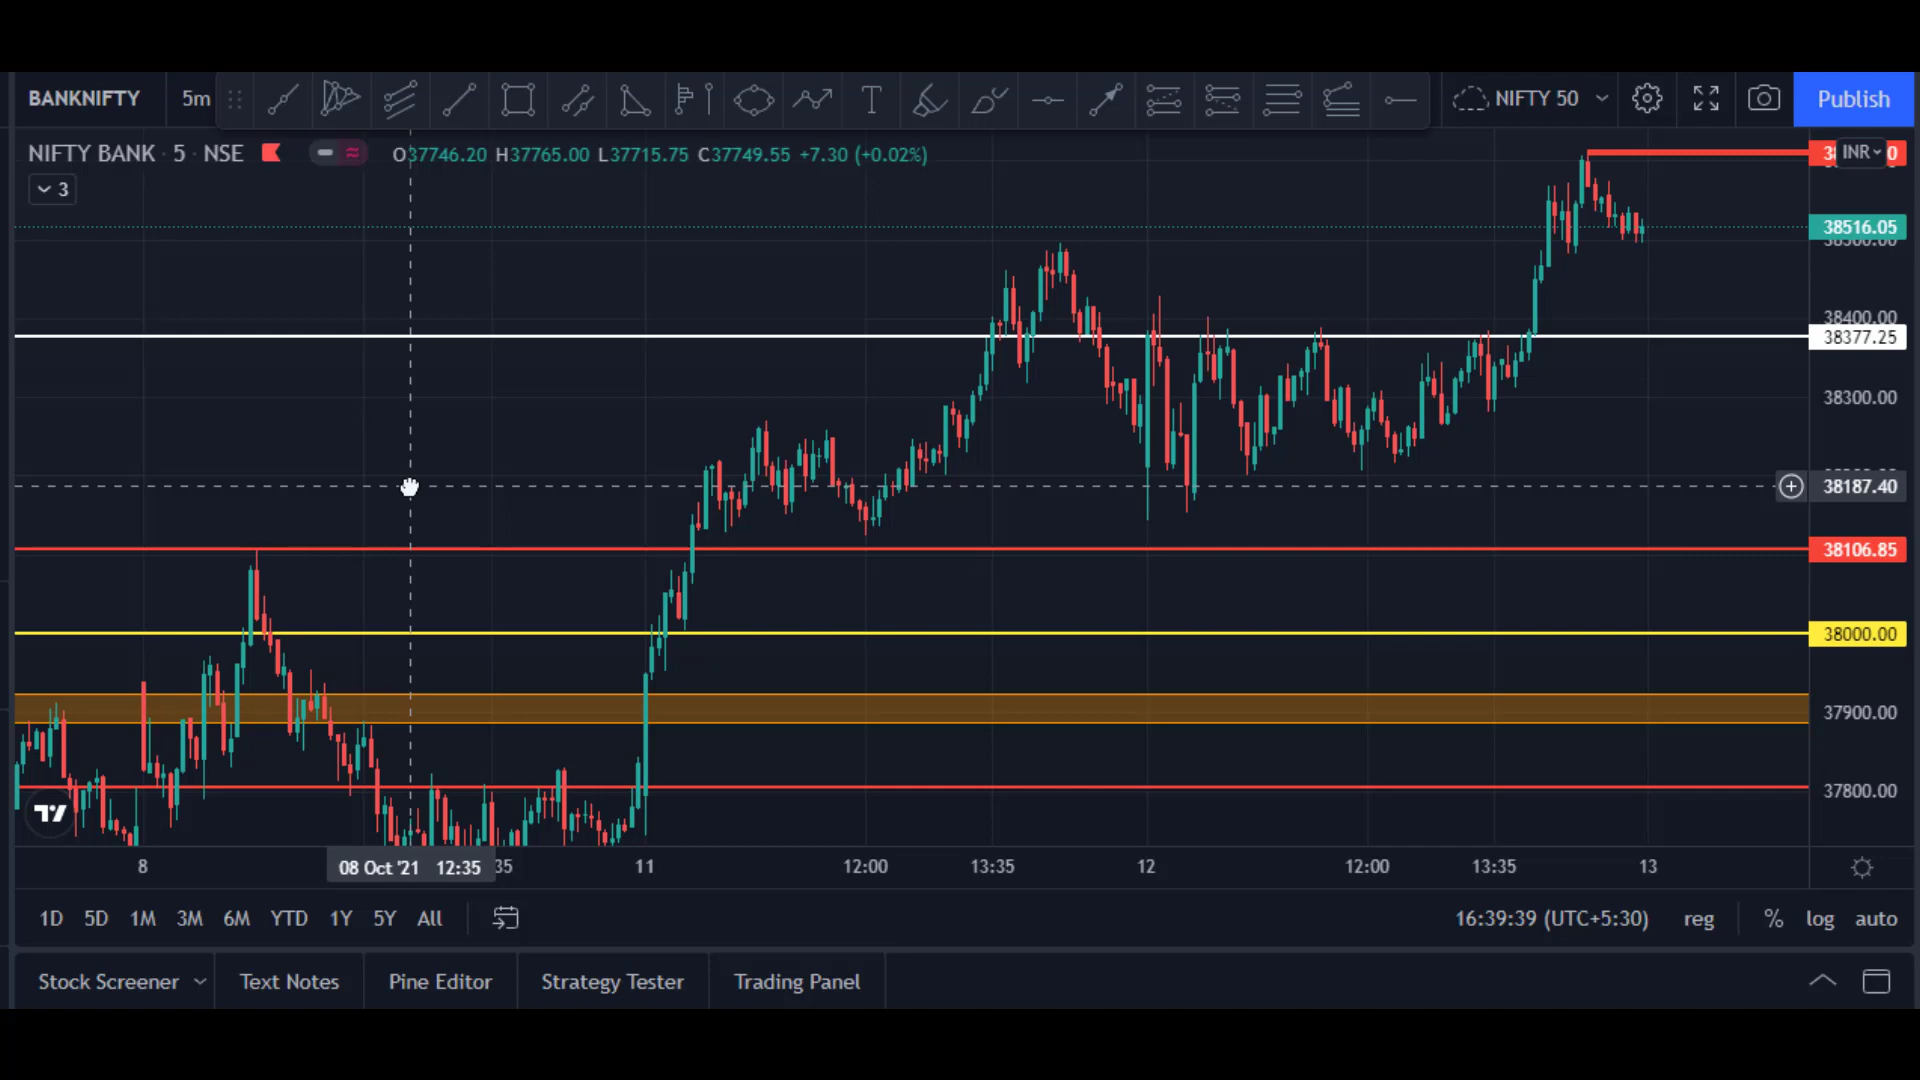 BANKNIFTY 5m NIFTY 50 Publish
NIFTY BANK · 5 · NSE O37746.20 H37765.00 L37715.75 C37749.55 +7.30 (+0.02%)
INR
3
38516.05
38500.00
38400.00
38377.25
38300.00
38187.40
38106.85
38000.00
37900.00
37800.00
8 08 Oct '21 12:35 :35 11 12:00 13:35 12 12:00 13:35 13
1D 5D 1M 3M 6M YTD 1Y 5Y All 16:39:39 (UTC+5:30) reg % log auto
Stock Screener Text Notes Pine Editor Strategy Tester Trading Panel